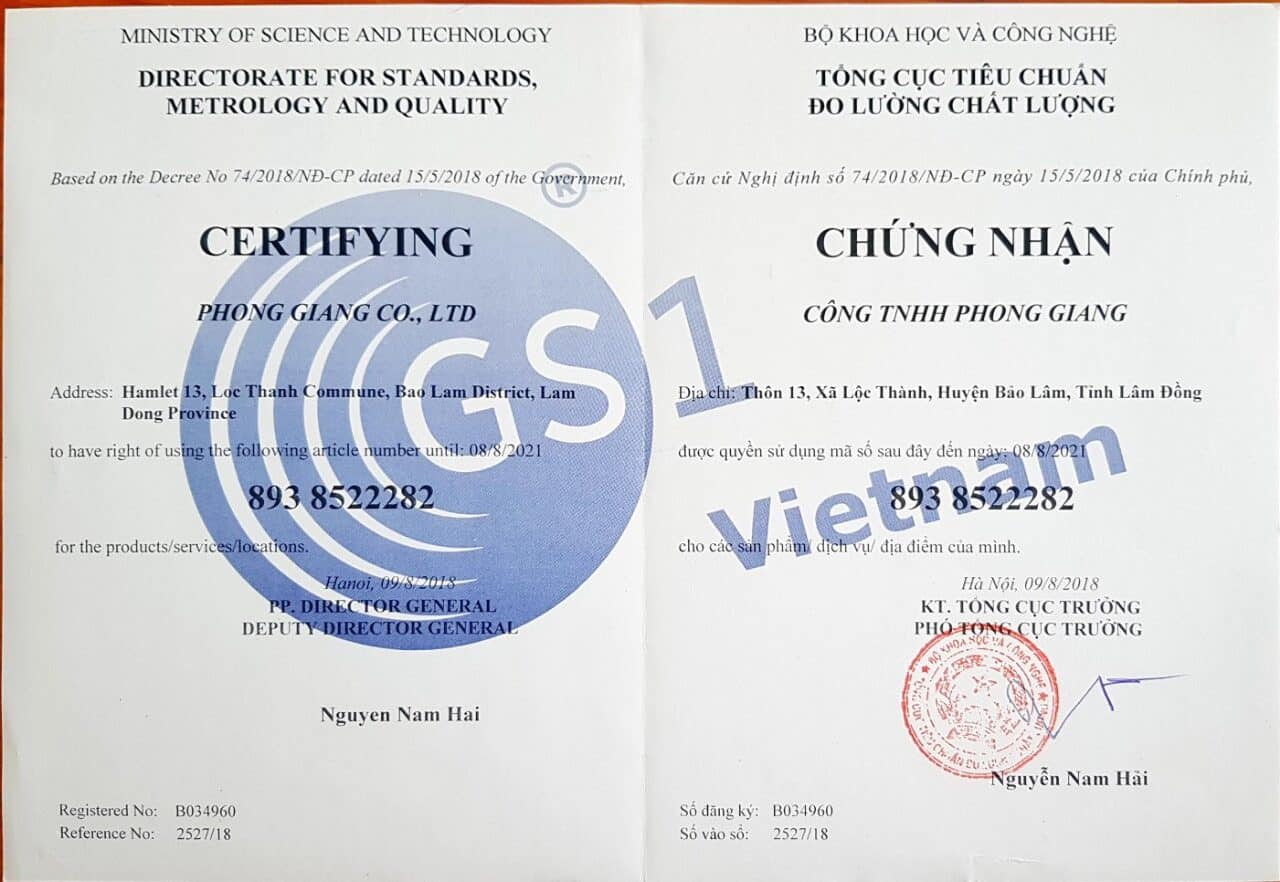 MINISTRY OF SCIENCE AND TECHNOLOGY
DIRECTORATE FOR STANDARDS,
METROLOGY AND QUALITY
Based on the Decree No 74/2018/NĐ-CP dated 15/5/2018 of the Government,
CERTIFYING
PHONG GIANG CO., LTD
Address: Hamlet 13, Loc Thanh Commune, Bao Lam District, Lam
Dong Province
to have right of using the following article number until: 08/8/2021
893 8522282
for the products/services/locations.
Hanoi, 09/8/2018
PP. DIRECTOR GENERAL
DEPUTY DIRECTOR GENERAL
Nguyen Nam Hai
Registered No: B034960
Reference No: 2527/18
BỘ KHOA HỌC VÀ CÔNG NGHỆ
TỔNG CỤC TIÊU CHUẨN
ĐO LƯỜNG CHẤT LƯỢNG
Căn cứ Nghị định số 74/2018/NĐ-CP ngày 15/5/2018 của Chính phủ,
CHỨNG NHẬN
CÔNG TNHH PHONG GIANG
Địa chỉ: Thôn 13, Xã Lộc Thành, Huyện Bảo Lâm, Tỉnh Lâm Đồng
được quyền sử dụng mã số sau đây đến ngày: 08/8/2021
893 8522282
cho các sản phẩm/ dịch vụ/ địa điểm của mình.
Hà Nội, 09/8/2018
KT. TỔNG CỤC TRƯỞNG
PHÓ TỔNG CỤC TRƯỞNG
BỘ KHOA HỌC VÀ CÔNG NGHỆ
Nguyễn Nam Hải
Số đăng ký: B034960
Số vào sổ: 2527/18
GS1
Vietnam
®